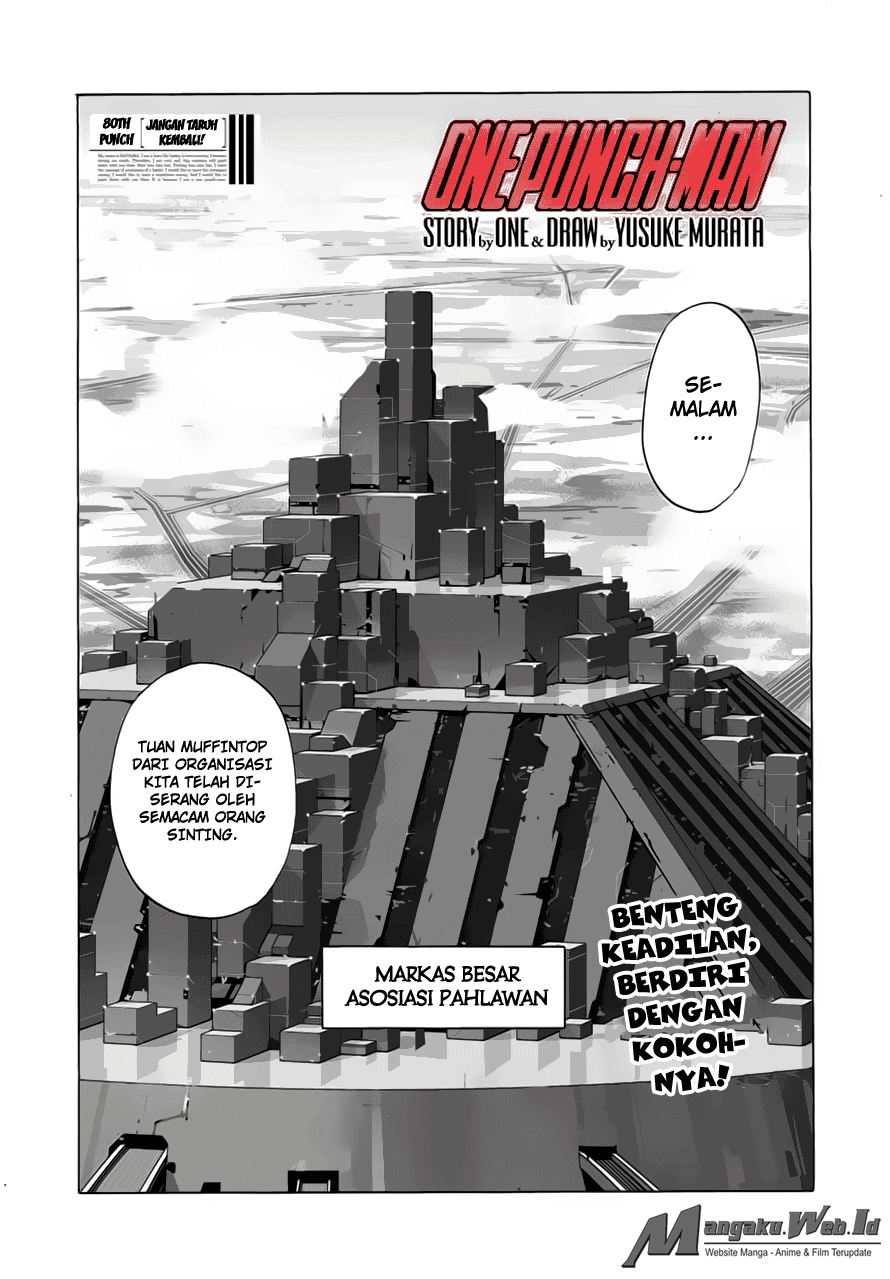 80TH
PUNCH
JANGAN TARUH
KEMBALI!
ONEPUNCH-MAN
STORY by ONE & DRAW by YUSUKE MURATA
SE-
MALAM
...
TUAN MUFFINTOP
DARI ORGANISASI
KITA TELAH DI-
SERANG OLEH
SEMACAM ORANG
SINTING.
MARKAS BESAR
ASOSIASI PAHLAWAN
BENTENG
KEADILAN,
BERDIRI
DENGAN
KOKOH-
NYA!
Mangaku.Web.Id
Website Manga - Anime & Film Terupdate